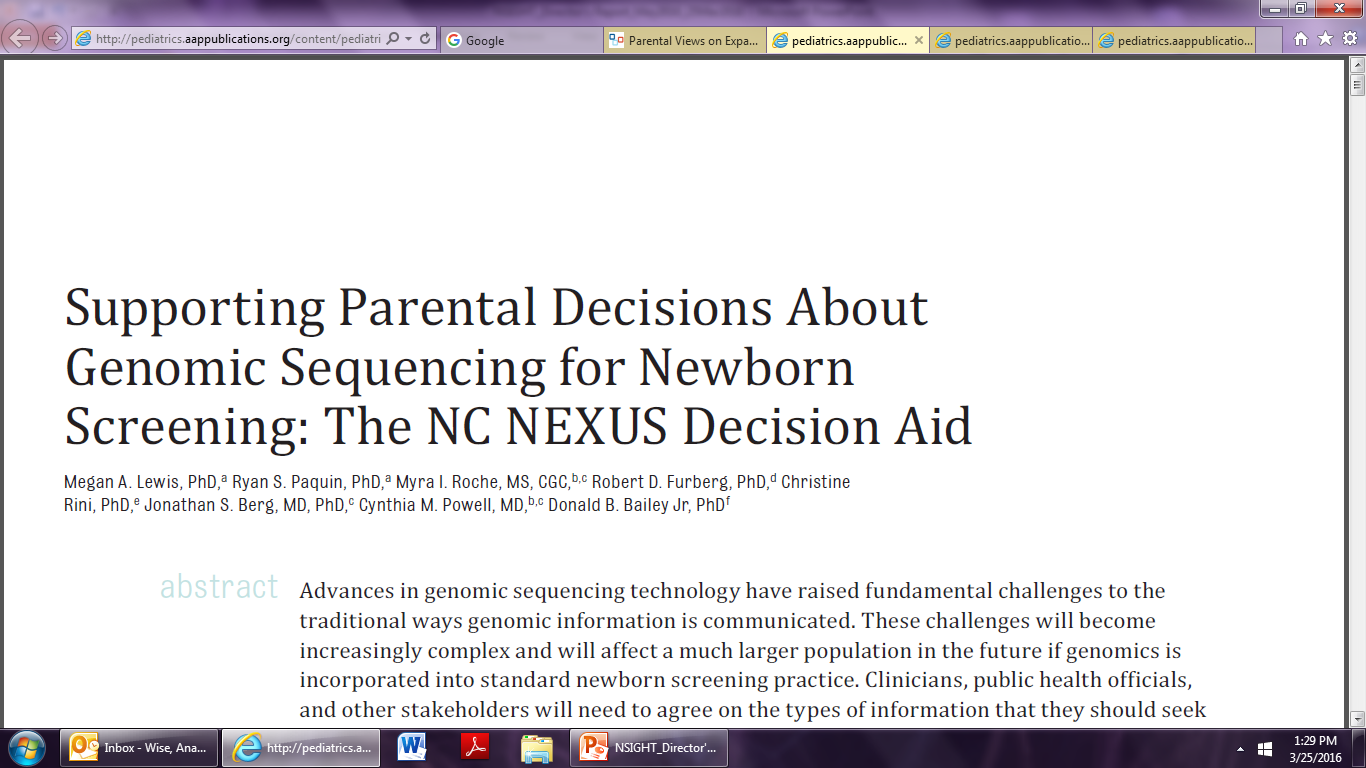 http://pediatrics.aappublications.org/content/pediatri
Google
Parental Views on Expa...
pediatrics.aappublic...
pediatrics.aappublicatio...
pediatrics.aappublicatio...
Supporting Parental Decisions About
Genomic Sequencing for Newborn
Screening: The NC NEXUS Decision Aid
Megan A. Lewis, PhD,ᵃ Ryan S. Paquin, PhD,ᵃ Myra I. Roche, MS, CGC,ᵇ,ᶜ Robert D. Furberg, PhD,ᵈ Christine
Rini, PhD,ᵉ Jonathan S. Berg, MD, PhD,ᶜ Cynthia M. Powell, MD,ᵇ,ᶜ Donald B. Bailey Jr, PhDᶠ
abstract
Advances in genomic sequencing technology have raised fundamental challenges to the
traditional ways genomic information is communicated. These challenges will become
increasingly complex and will affect a much larger population in the future if genomics is
incorporated into standard newborn screening practice. Clinicians, public health officials,
and other stakeholders will need to agree on the types of information that they should seek
Inbox - Wise, Ana...
http://pediatrics.a...
NSIGHT_Director'...
1:29 PM
3/25/2016